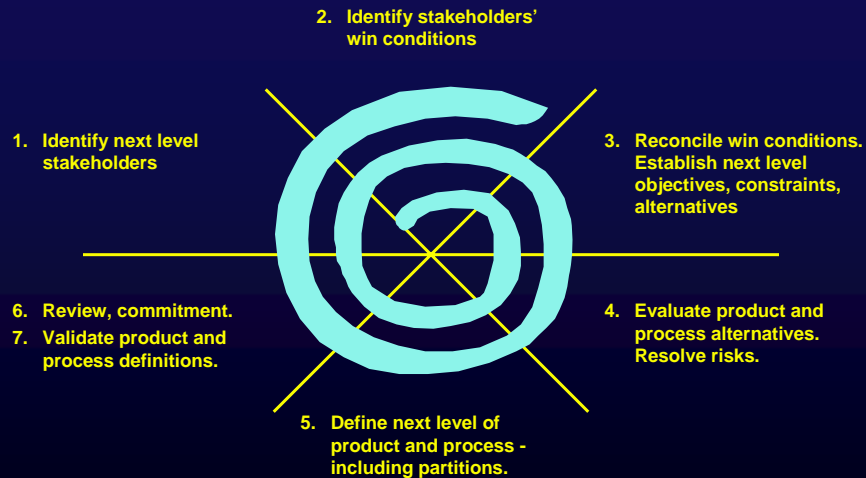 2. Identify stakeholders’
win conditions
1. Identify next level
stakeholders
3. Reconcile win conditions.
Establish next level
objectives, constraints,
alternatives
6. Review, commitment.
7. Validate product and
process definitions.
4. Evaluate product and
process alternatives.
Resolve risks.
5. Define next level of
product and process -
including partitions.